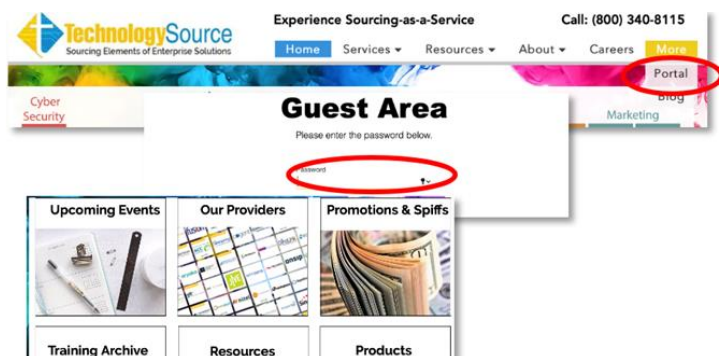 Experience Sourcing-as-a-Service
Call: (800) 340-8115
TechnologySource
Sourcing Elements of Enterprise Solutions
Home
Services
Resources
About
Careers
More
Portal
Blog
Cyber
Security
Marketing
Guest Area
Please enter the password below.
Password
Upcoming Events
Our Providers
Promotions & Spiffs
onsip
Training Archive
Resources
Products